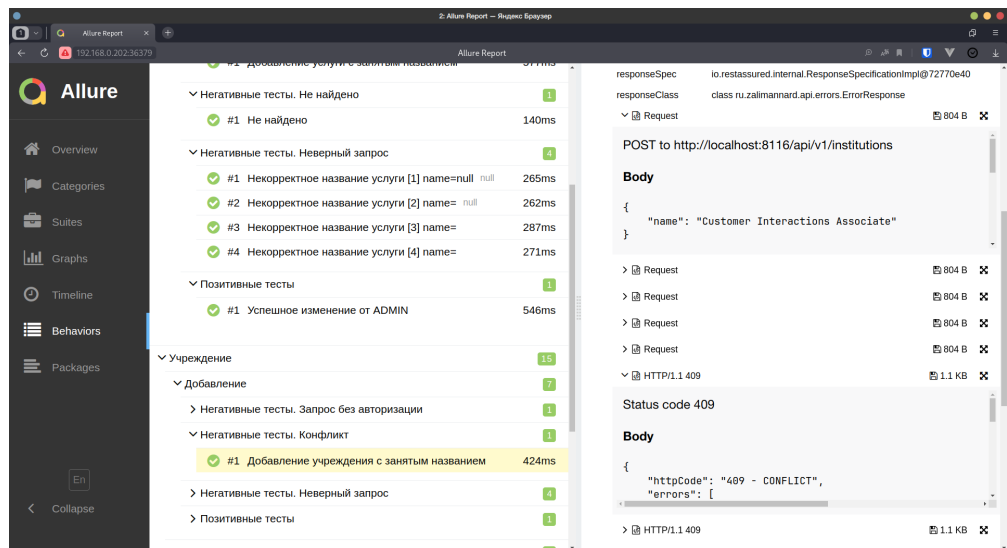 2: Allure Report — Яндекс Браузер
1
Allure Report
192.168.0.202:36379
Allure Report
Allure
Overview
Categories
Suites
Graphs
Timeline
Behaviors
Packages
En
Collapse
#1 Добавление услуги с занятым названием
Негативные тесты. Не найдено 1
#1 Не найдено 140ms
Негативные тесты. Неверный запрос 4
#1 Некорректное название услуги [1] name=null null 265ms
#2 Некорректное название услуги [2] name= null 262ms
#3 Некорректное название услуги [3] name= 287ms
#4 Некорректное название услуги [4] name= 271ms
Позитивные тесты 1
#1 Успешное изменение от ADMIN 546ms
Учреждение 15
Добавление 7
Негативные тесты. Запрос без авторизации 1
Негативные тесты. Конфликт 1
#1 Добавление учреждения с занятым названием 424ms
Негативные тесты. Неверный запрос 4
Позитивные тесты 1
responseSpec io.restassured.internal.ResponseSpecificationImpl@72770e40
responseClass class ru.zalimannard.api.errors.ErrorResponse
Request 804 B
POST to http://localhost:8116/api/v1/institutions
Body
{
"name": "Customer Interactions Associate"
}
Request 804 B
Request 804 B
Request 804 B
Request 804 B
HTTP/1.1 409 1.1 KB
Status code 409
Body
{
"httpCode": "409 - CONFLICT",
"errors": [
HTTP/1.1 409 1.1 KB